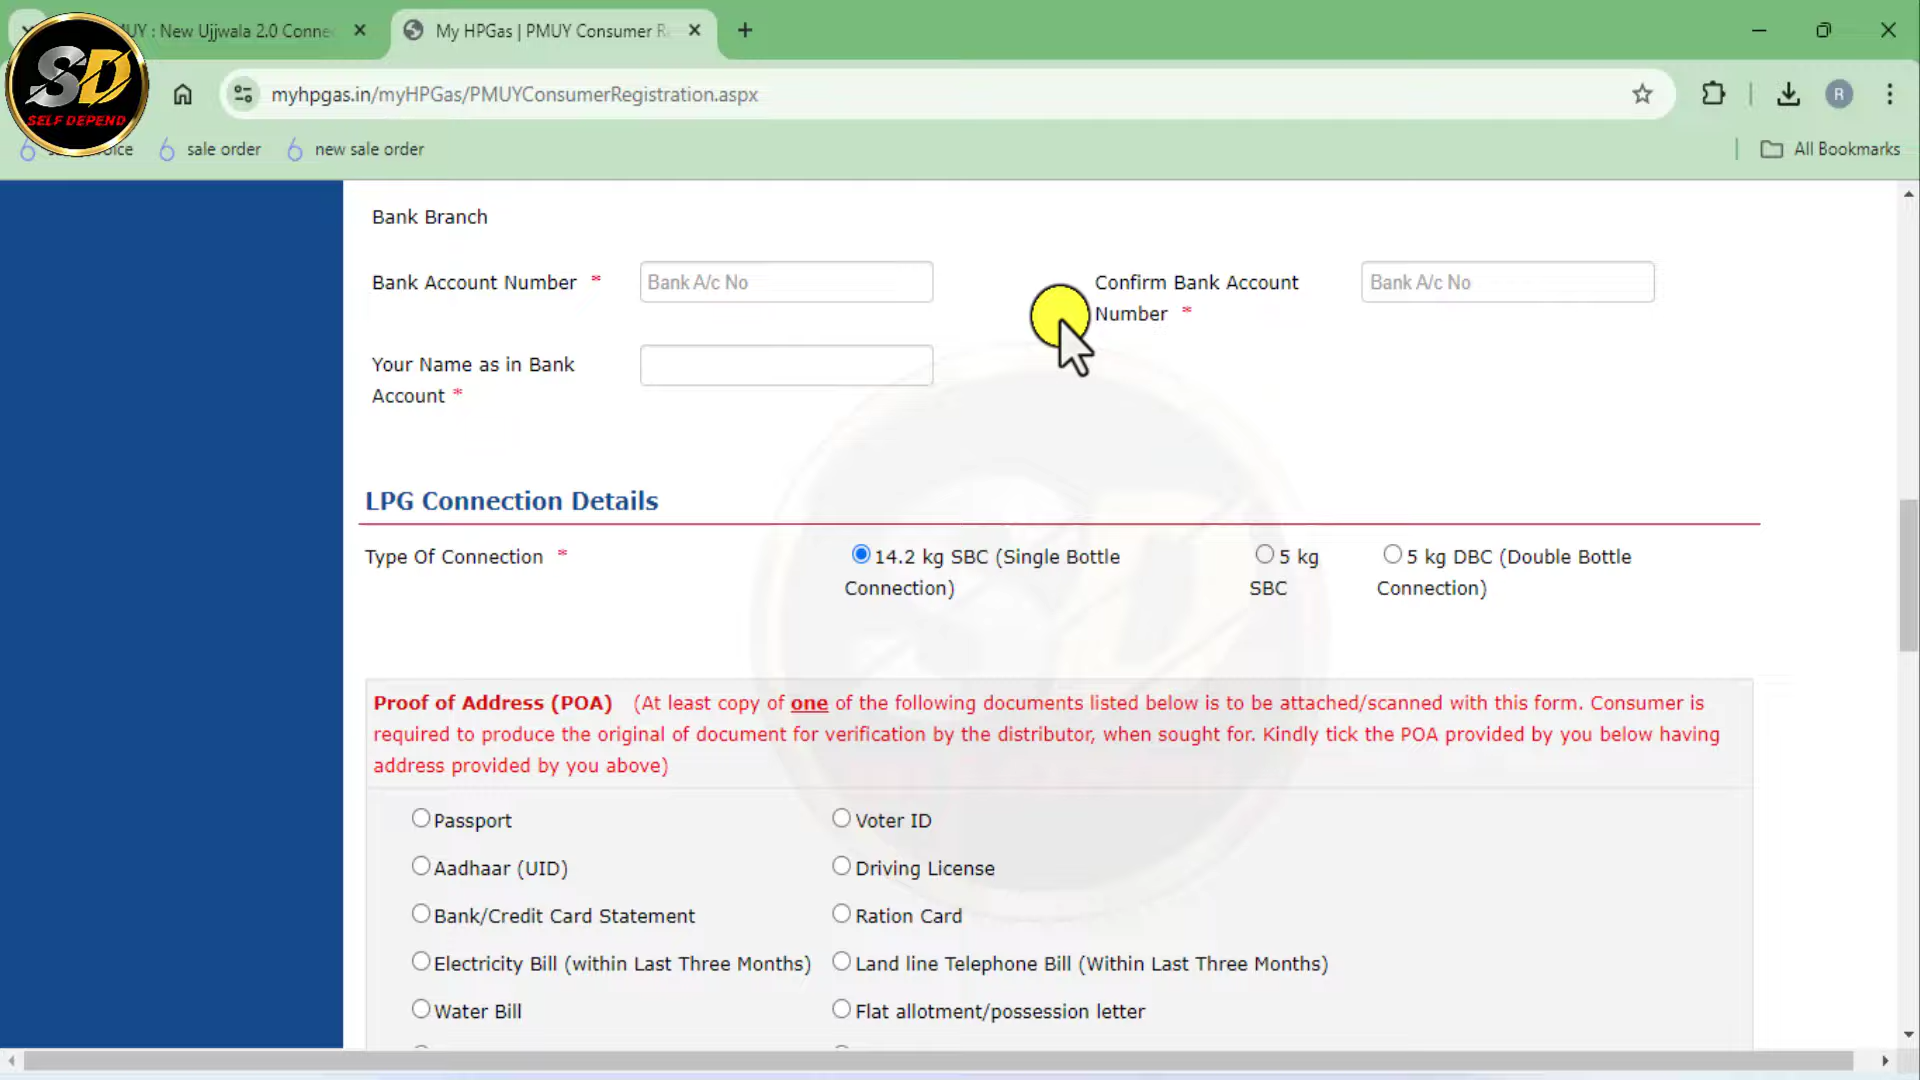 UY : New Ujjwala 2.0 Conne
My HPGas | PMUY Consumer R
SD
SELF DEPEND
myhpgas.in/myHPGas/PMUYConsumerRegistration.aspx
R
sale order
new sale order
All Bookmarks
Bank Branch
Bank Account Number *
Bank A/c No
Confirm Bank Account
Number *
Bank A/c No
Your Name as in Bank
Account *
LPG Connection Details
Type Of Connection *
14.2 kg SBC (Single Bottle
Connection)
5 kg
SBC
5 kg DBC (Double Bottle
Connection)
Proof of Address (POA) (At least copy of one of the following documents listed below is to be attached/scanned with this form. Consumer is
required to produce the original of document for verification by the distributor, when sought for. Kindly tick the POA provided by you below having
address provided by you above)
Passport
Voter ID
Aadhaar (UID)
Driving License
Bank/Credit Card Statement
Ration Card
Electricity Bill (within Last Three Months)
Land line Telephone Bill (Within Last Three Months)
Water Bill
Flat allotment/possession letter